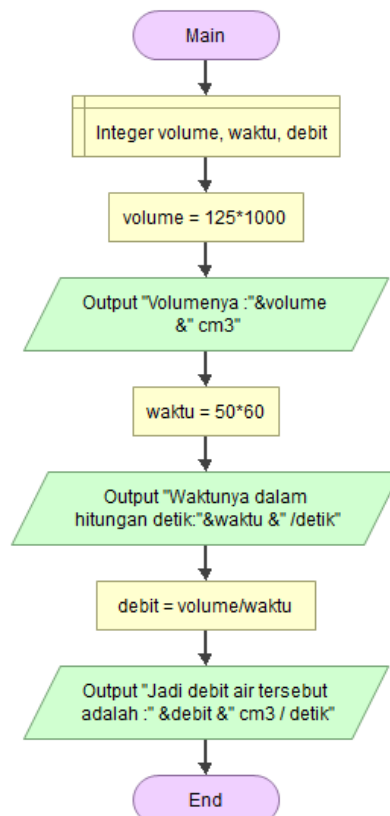 Main
Integer volume, waktu, debit
volume = 125*1000
Output "Volumenya :"&volume
&" cm3"
waktu = 50*60
Output "Waktunya dalam
hitungan detik:"&waktu &" /detik"
debit = volume/waktu
Output "Jadi debit air tersebut
adalah :" &debit &" cm3 / detik"
End